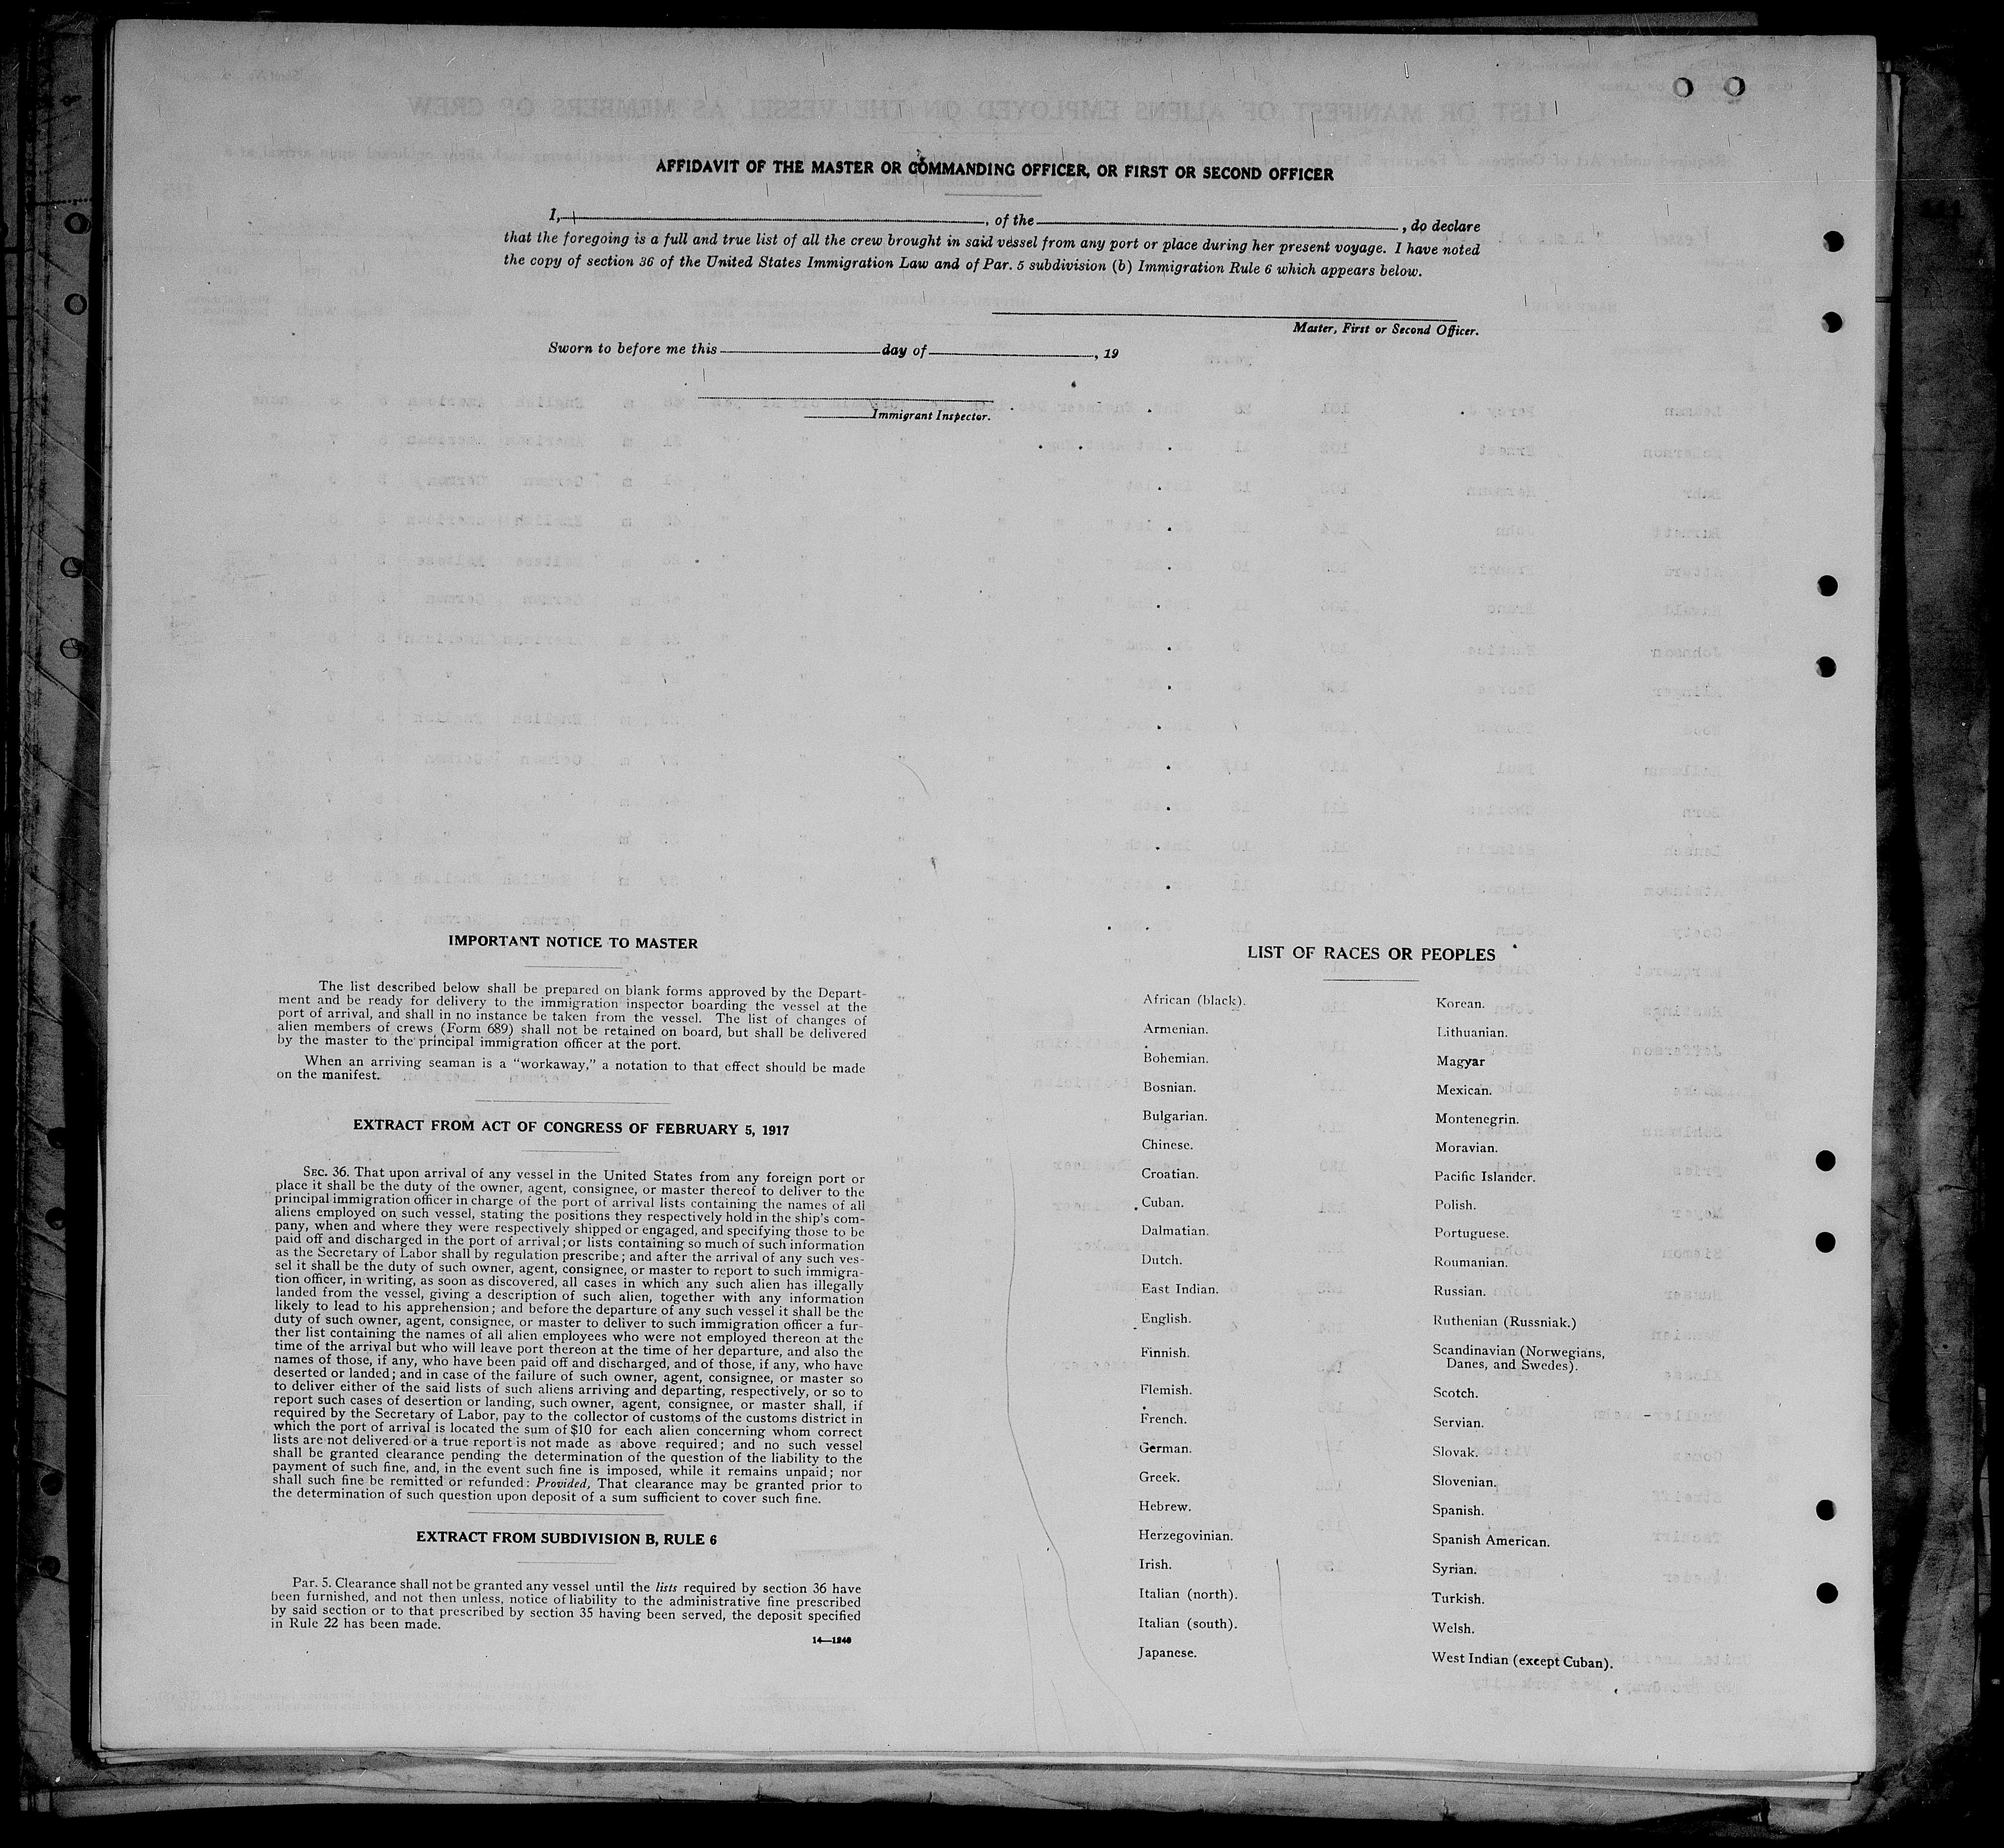 AFFIDAVIT OF THE MASTER OR COMMANDING OFFICER, OR FIRST OR SECOND OFFICER
I, , of the , do declare
that the foregoing is a full and true list of all the crew brought in said vessel from any port or place during her present voyage. I have noted
the copy of section 36 of the United States Immigration Law and of Par. 5 subdivision (b) Immigration Rule 6 which appears below.
Master, First or Second Officer.
Sworn to before me this day of , 19
Immigrant Inspector.
IMPORTANT NOTICE TO MASTER
The list described below shall be prepared on blank forms approved by the Depart-
ment and be ready for delivery to the immigration inspector boarding the vessel at the
port of arrival, and shall in no instance be taken from the vessel. The list of changes of
alien members of crews (Form 689) shall not be retained on board, but shall be delivered
by the master to the principal immigration officer at the port.
When an arriving seaman is a "workaway," a notation to that effect should be made
on the manifest.
EXTRACT FROM ACT OF CONGRESS OF FEBRUARY 5, 1917
SEC. 36. That upon arrival of any vessel in the United States from any foreign port or
place it shall be the duty of the owner, agent, consignee, or master thereof to deliver to the
principal immigration officer in charge of the port of arrival lists containing the names of all
aliens employed on such vessel, stating the positions they respectively hold in the ship's com-
pany, when and where they were respectively shipped or engaged, and specifying those to be
paid off and discharged in the port of arrival; or lists containing so much of such information
as the Secretary of Labor shall by regulation prescribe; and after the arrival of any such ves-
sel it shall be the duty of such owner, agent, consignee, or master to report to such immigra-
tion officer, in writing, as soon as discovered, all cases in which any such alien has illegally
landed from the vessel, giving a description of such alien, together with any information
likely to lead to his apprehension; and before the departure of any such vessel it shall be the
duty of such owner, agent, consignee, or master to deliver to such immigration officer a fur-
ther list containing the names of all alien employees who were not employed thereon at the
time of the arrival but who will leave port thereon at the time of her departure, and also the
names of those, if any, who have been paid off and discharged, and of those, if any, who have
deserted or landed; and in case of the failure of such owner, agent, consignee, or master so
to deliver either of the said lists of such aliens arriving and departing, respectively, or so to
report such cases of desertion or landing, such owner, agent, consignee, or master shall, if
required by the Secretary of Labor, pay to the collector of customs of the customs district in
which the port of arrival is located the sum of $10 for each alien concerning whom correct
lists are not delivered or a true report is not made as above required; and no such vessel
shall be granted clearance pending the determination of the question of the liability to the
payment of such fine, and, in the event such fine is imposed, while it remains unpaid; nor
shall such fine be remitted or refunded: Provided, That clearance may be granted prior to
the determination of such question upon deposit of a sum sufficient to cover such fine.
EXTRACT FROM SUBDIVISION B, RULE 6
Par. 5. Clearance shall not be granted any vessel until the lists required by section 36 have
been furnished, and not then unless, notice of liability to the administrative fine prescribed
by said section or to that prescribed by section 35 having been served, the deposit specified
in Rule 22 has been made.
14—1240
LIST OF RACES OR PEOPLES
African (black).
Armenian.
Bohemian.
Bosnian.
Bulgarian.
Chinese.
Croatian.
Cuban.
Dalmatian.
Dutch.
East Indian.
English.
Finnish.
Flemish.
French.
German.
Greek.
Hebrew.
Herzegovinian.
Irish.
Italian (north).
Italian (south).
Japanese.
Korean.
Lithuanian.
Magyar
Mexican.
Montenegrin.
Moravian.
Pacific Islander.
Polish.
Portuguese.
Roumanian.
Russian.
Ruthenian (Russniak.)
Scandinavian (Norwegians,
Danes, and Swedes).
Scotch.
Servian.
Slovak.
Slovenian.
Spanish.
Spanish American.
Syrian.
Turkish.
Welsh.
West Indian (except Cuban).